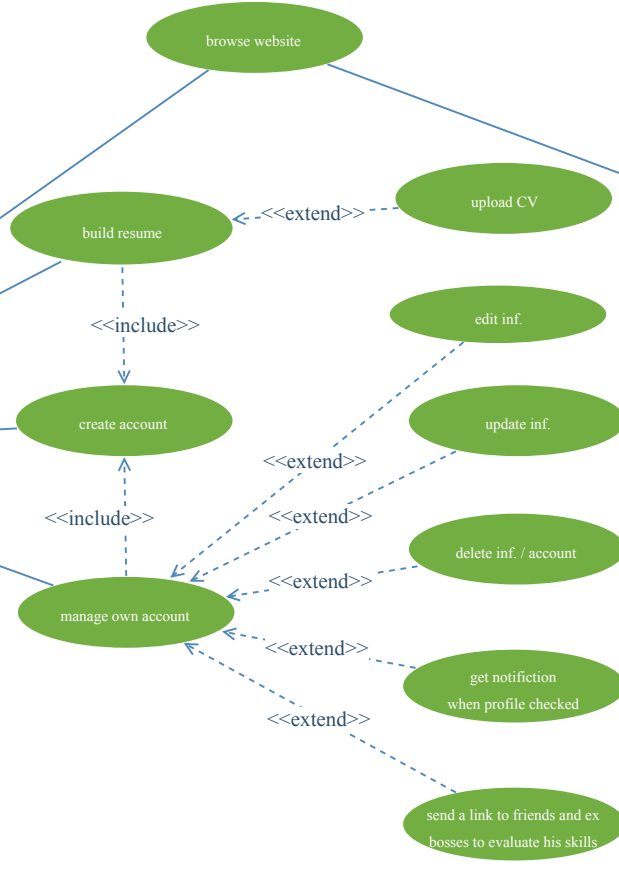 browse website
upload CV
<<extend>>
build resume
edit inf.
<<include>>
create account
update inf.
<<extend>>
<<include>>
<<extend>>
delete inf. / account
<<extend>>
manage own account
<<extend>>
get notifiction
when profile checked
<<extend>>
send a link to friends and ex
bosses to evaluate his skills